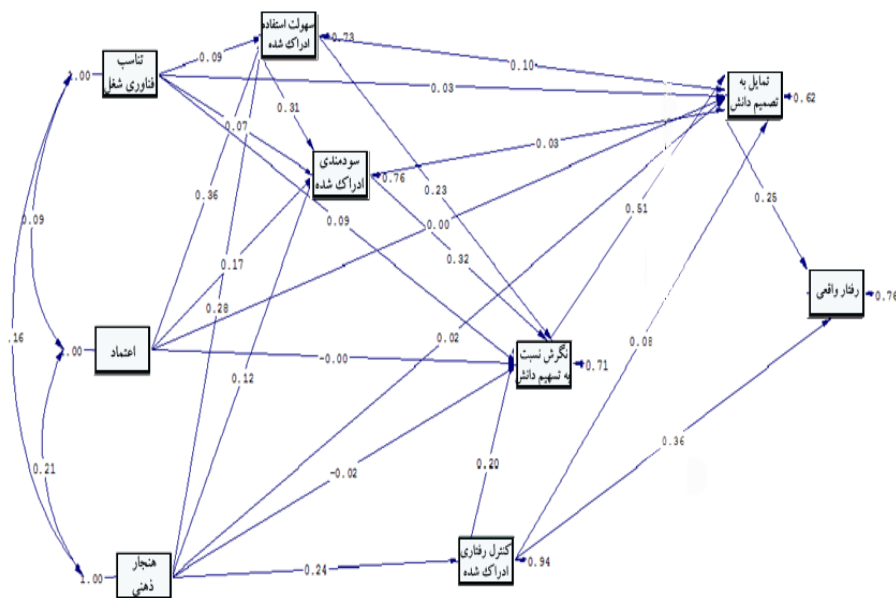 سهولت استفاده
ادراك شده
0.73
تناسب
فناوری شغل
1.00
0.09
0.10
0.03
تمایل به
تصمیم دانش
0.62
0.31
0.07
سودمندی
ادراك شده
0.76
0.03
0.36
0.23
0.09
0.00
0.51
0.25
0.09
0.32
0.17
رفتار واقعی
0.76
0.28
.16
0.02
0.08
اعتماد
1.00
-0.00
نگرش نسبت
به تسهیم دانش
0.71
0.12
0.36
0.21
-0.02
0.20
هنجار
ذهنی
1.00
0.24
کنترل رفتاری
ادراك شده
0.94